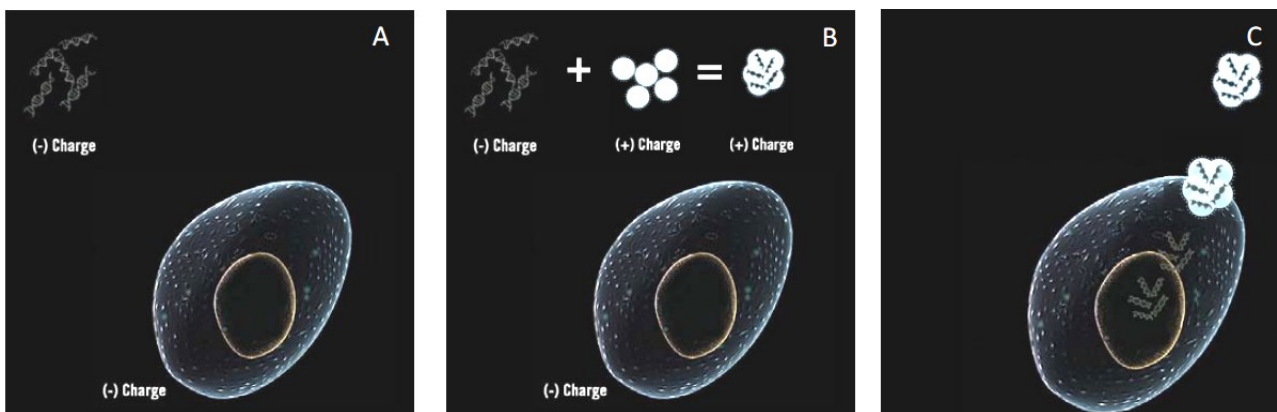 A
(-) Charge
(-) Charge
B
+ =
(-) Charge (+) Charge (+) Charge
(-) Charge
C